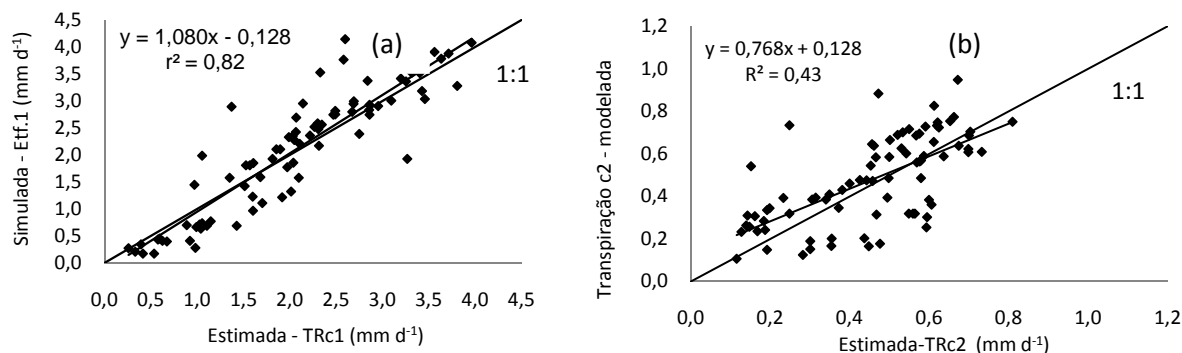 4,5
4,0
3,5
3,0
2,5
2,0
1,5
1,0
0,5
0,0
Simulada - Etf.1 (mm d⁻¹)
y = 1,080x - 0,128
r² = 0,82
(a)
1:1
0,0 0,5 1,0 1,5 2,0 2,5 3,0 3,5 4,0 4,5
Estimada - TRc1 (mm d⁻¹)
1,2
1,0
0,8
0,6
0,4
0,2
0,0
Transpiração c2 - modelada
y = 0,768x + 0,128
R² = 0,43
(b)
1:1
0,0 0,2 0,4 0,6 0,8 1,0 1,2
Estimada-TRc2 (mm d⁻¹)